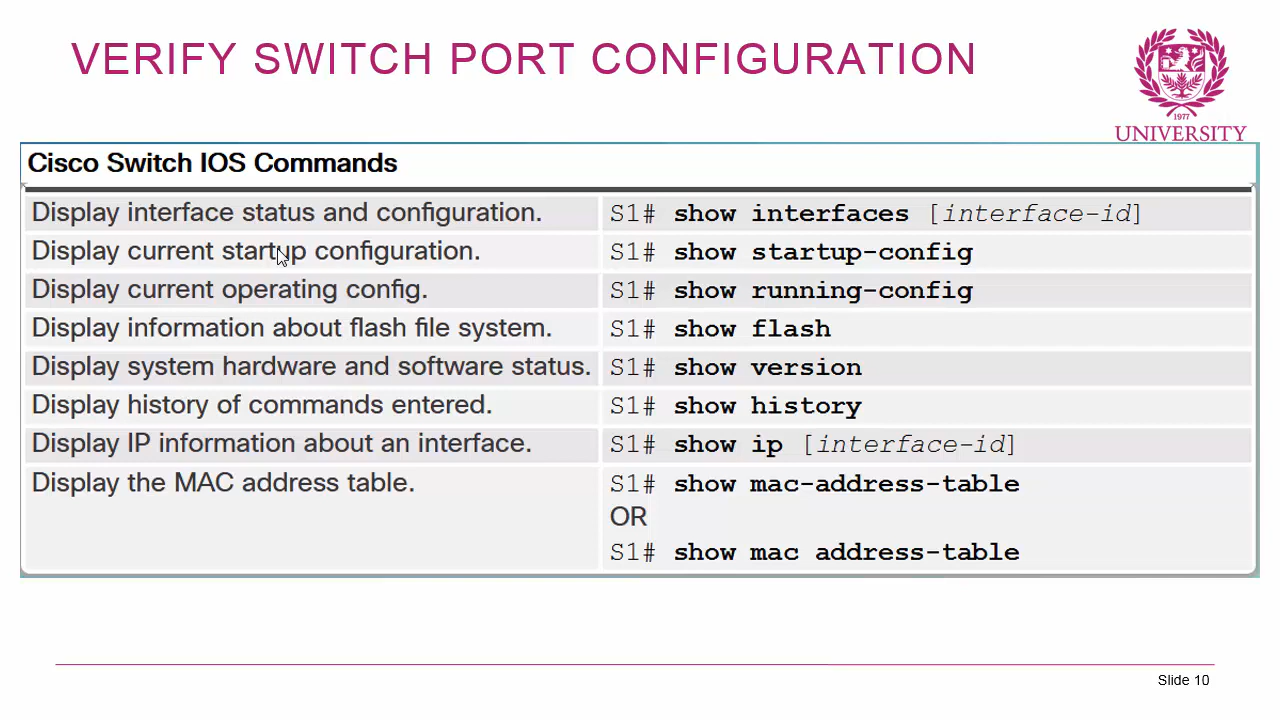 VERIFY SWITCH PORT CONFIGURATION
1977
UNIVERSITY
Cisco Switch IOS Commands
Display interface status and configuration. S1# show interfaces [interface-id]
Display current startup configuration. S1# show startup-config
Display current operating config. S1# show running-config
Display information about flash file system. S1# show flash
Display system hardware and software status. S1# show version
Display history of commands entered. S1# show history
Display IP information about an interface. S1# show ip [interface-id]
Display the MAC address table. S1# show mac-address-table
OR
S1# show mac address-table
Slide 10